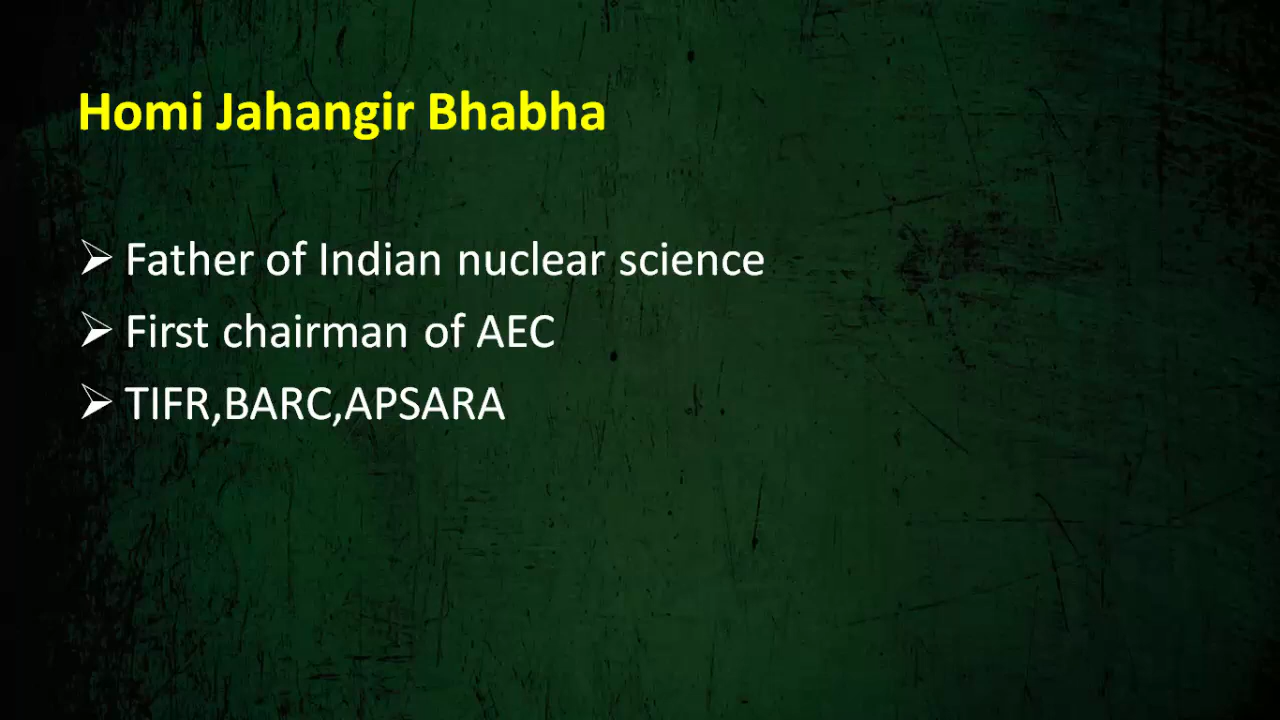 Homi Jahangir Bhabha
➢ Father of Indian nuclear science
➢ First chairman of AEC
➢ TIFR,BARC,APSARA